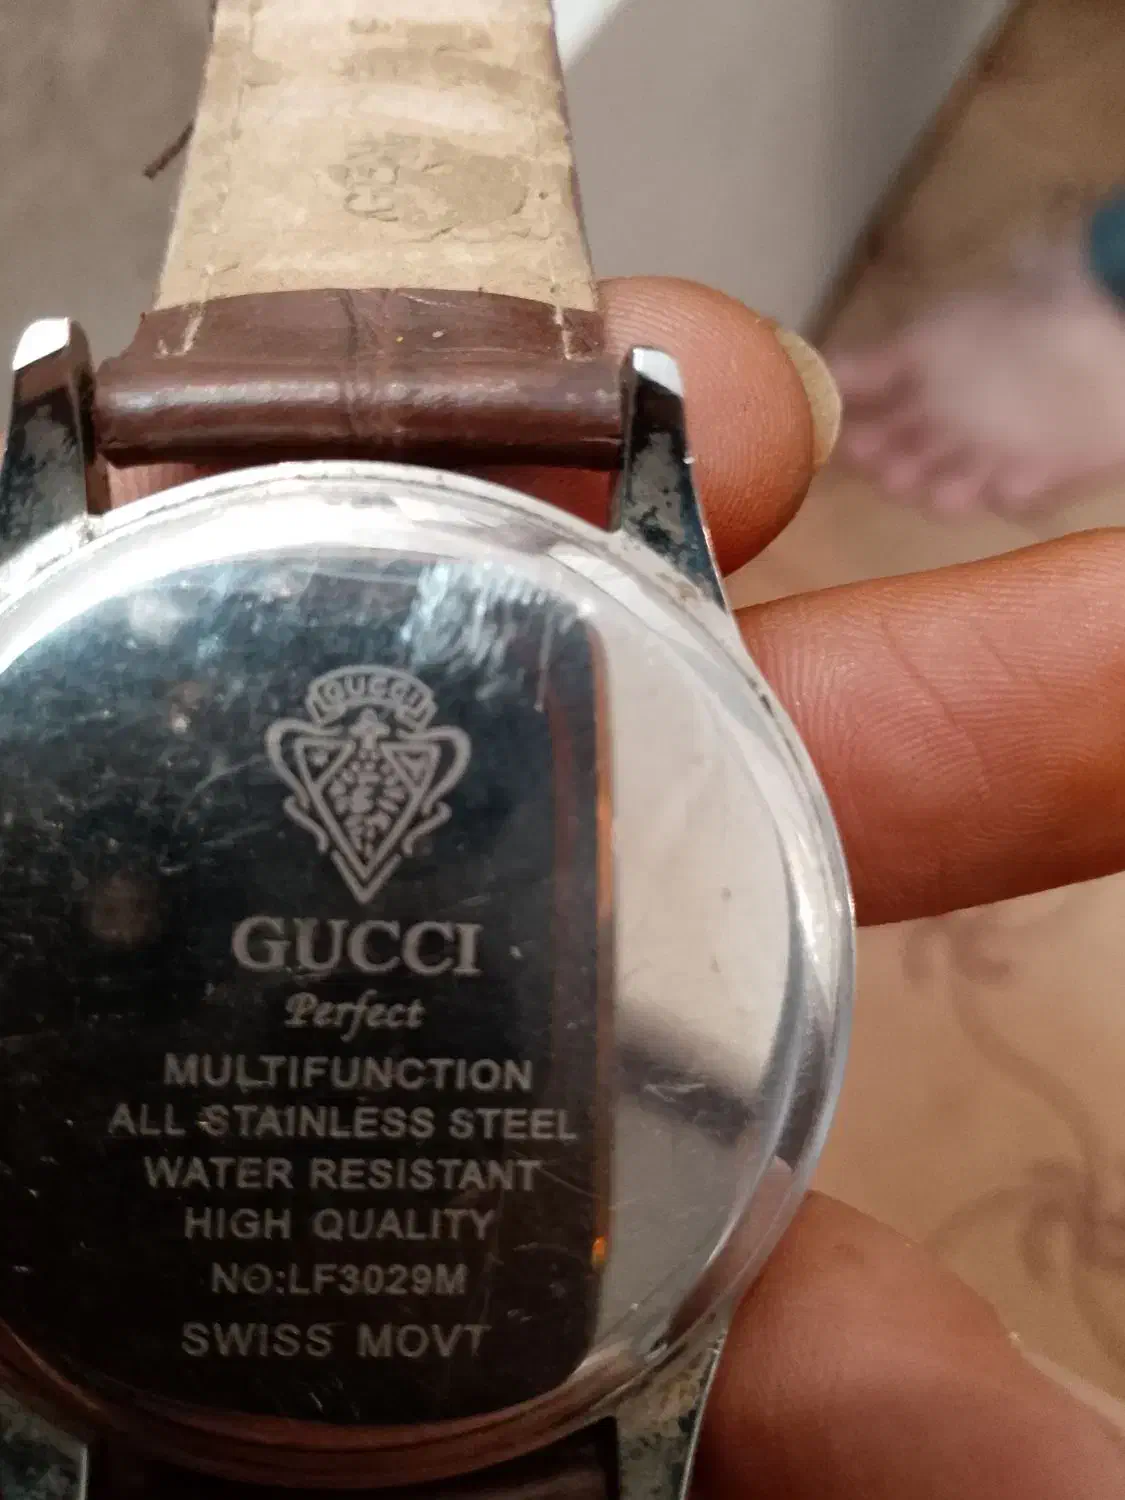 GUCCI
GUCCI
Perfect
MULTIFUNCTION
ALL STAINLESS STEEL
WATER RESISTANT
HIGH QUALITY
NO:LF3029M
SWISS MOVT